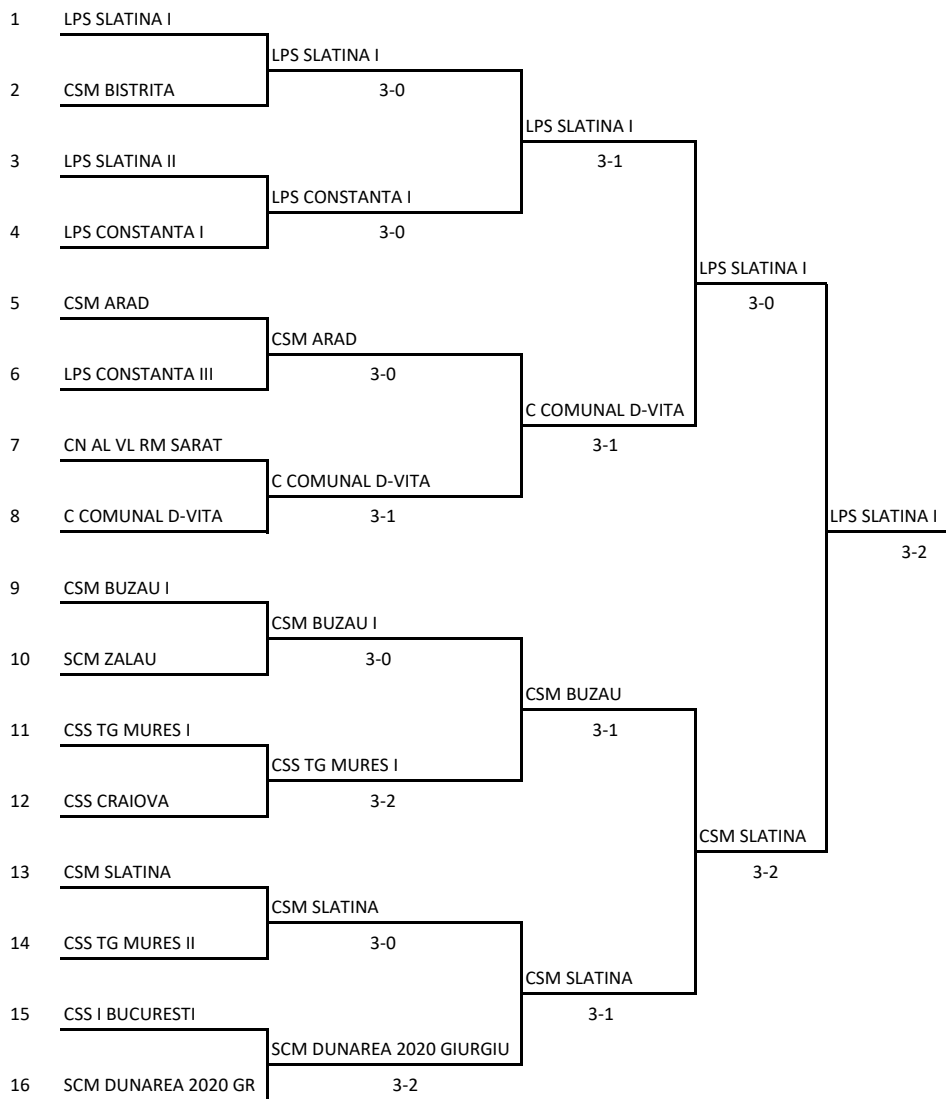 1 LPS SLATINA I
LPS SLATINA I
2 CSM BISTRITA 3-0
LPS SLATINA I
3 LPS SLATINA II 3-1
LPS CONSTANTA I
4 LPS CONSTANTA I 3-0
LPS SLATINA I
5 CSM ARAD 3-0
CSM ARAD
6 LPS CONSTANTA III 3-0
C COMUNAL D-VITA
7 CN AL VL RM SARAT 3-1
C COMUNAL D-VITA
8 C COMUNAL D-VITA 3-1 LPS SLATINA I
3-2
9 CSM BUZAU I
CSM BUZAU I
10 SCM ZALAU 3-0
CSM BUZAU
11 CSS TG MURES I 3-1
CSS TG MURES I
12 CSS CRAIOVA 3-2
CSM SLATINA
13 CSM SLATINA 3-2
CSM SLATINA
14 CSS TG MURES II 3-0
CSM SLATINA
15 CSS I BUCURESTI 3-1
SCM DUNAREA 2020 GIURGIU
16 SCM DUNAREA 2020 GR 3-2